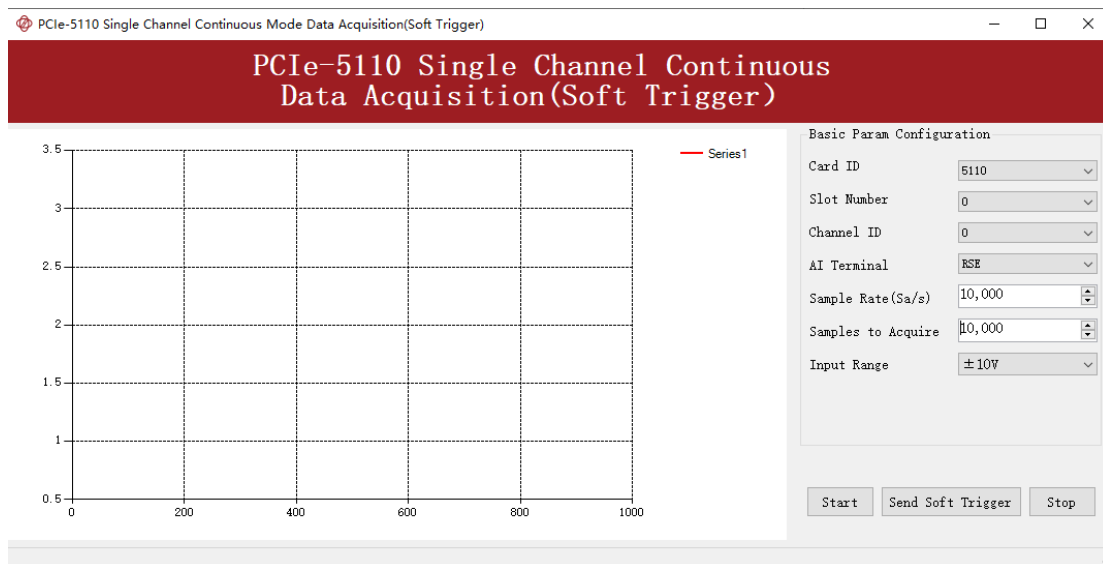 PCIe-5110 Single Channel Continuous Mode Data Acquisition(Soft Trigger)
PCIe-5110 Single Channel Continuous
Data Acquisition(Soft Trigger)
3.5
3
2.5
2
1.5
1
0.5
0
200
400
600
800
1000
Series1
Basic Param Configuration
Card ID
5110
Slot Number
0
Channel ID
0
AI Terminal
RSE
Sample Rate(Sa/s)
10,000
Samples to Acquire
10,000
Input Range
±10V
Start
Send Soft Trigger
Stop